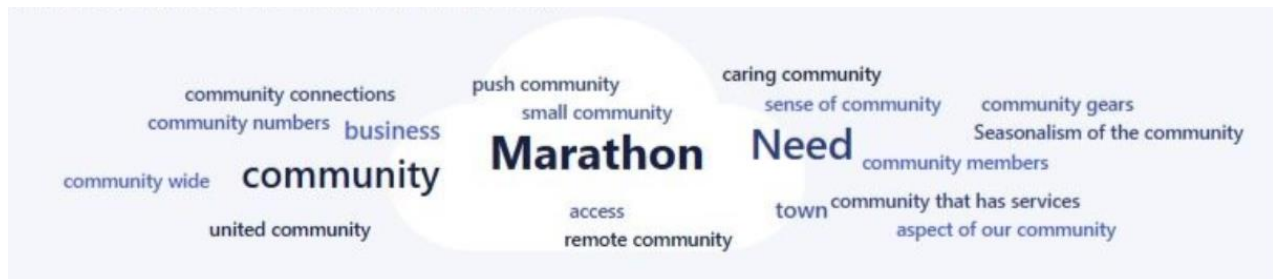 caring community
push community
community connections
sense of community
community gears
small community
community numbers
business
Seasonalism of the community
Need
Marathon
community members
community
community wide
community that has services
access
town
united community
aspect of our community
remote community